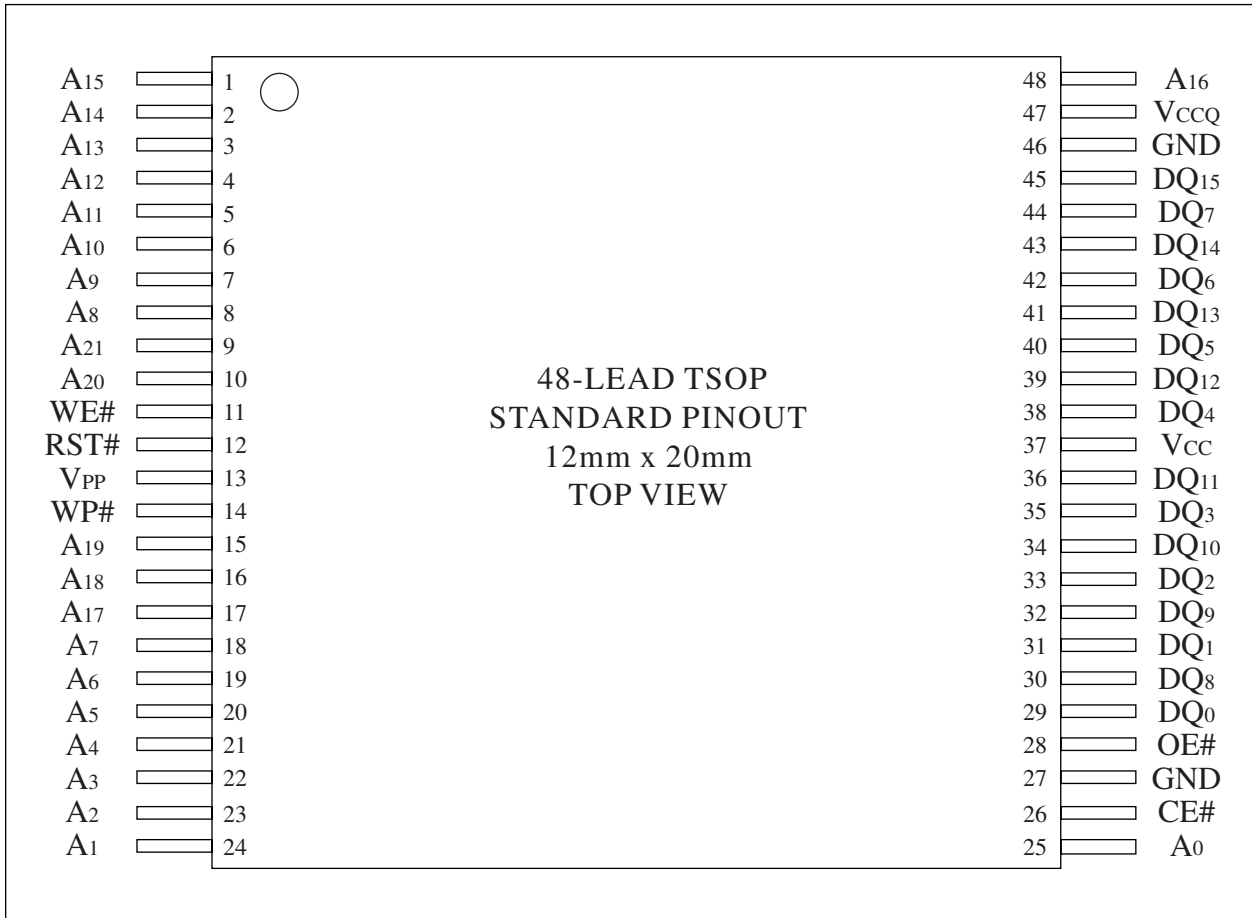 A15 1 48 A16
A14 2 47 VCCQ
A13 3 46 GND
A12 4 45 DQ15
A11 5 44 DQ7
A10 6 43 DQ14
A9 7 42 DQ6
A8 8 41 DQ13
A21 9 40 DQ5
A20 10 39 DQ12
WE# 11 38 DQ4
RST# 12 37 VCC
VPP 13 36 DQ11
WP# 14 35 DQ3
A19 15 34 DQ10
A18 16 33 DQ2
A17 17 32 DQ9
A7 18 31 DQ1
A6 19 30 DQ8
A5 20 29 DQ0
A4 21 28 OE#
A3 22 27 GND
A2 23 26 CE#
A1 24 25 A0
48-LEAD TSOP
STANDARD PINOUT
12mm x 20mm
TOP VIEW